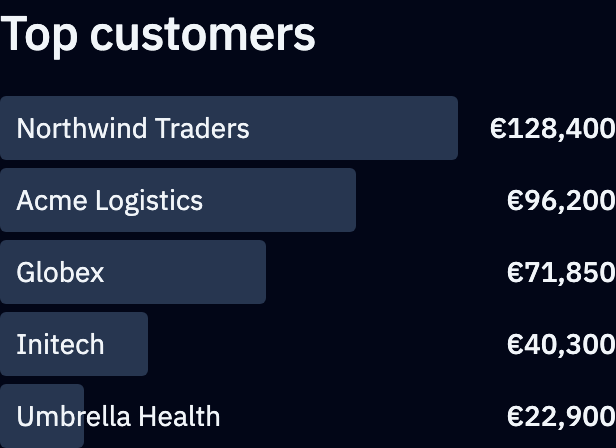 Top customers
Northwind Traders €128,400
Acme Logistics €96,200
Globex €71,850
Initech €40,300
Umbrella Health €22,900